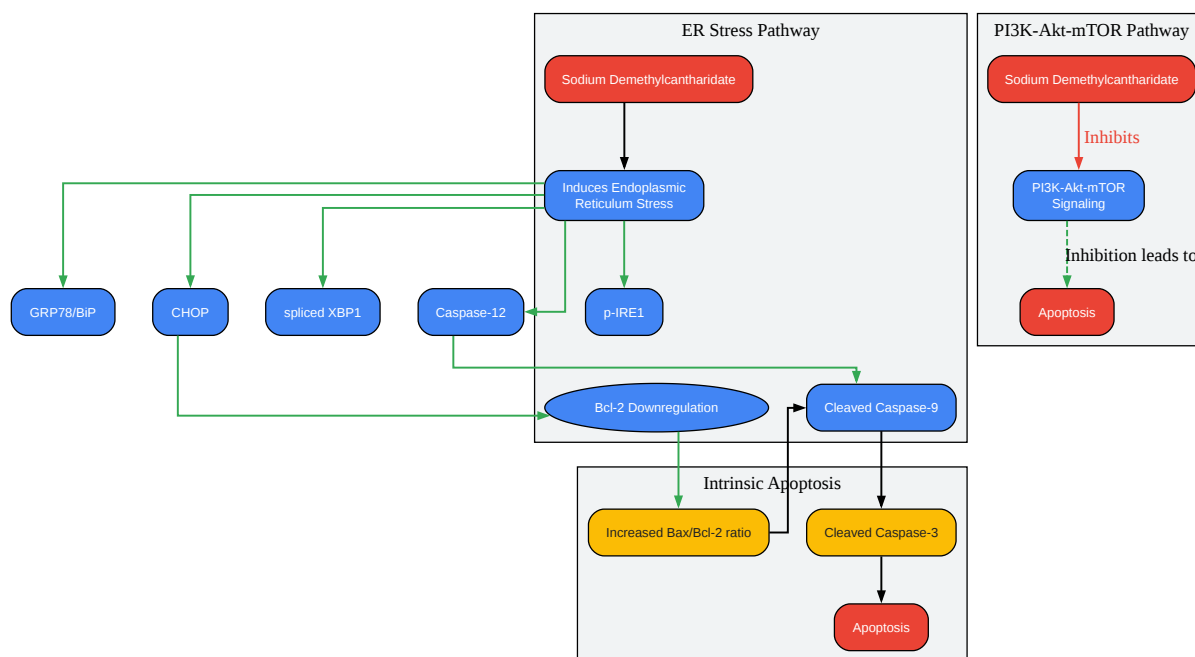 ER Stress Pathway
PI3K-Akt-mTOR Pathway
Sodium Demethylcantharidate
Sodium Demethylcantharidate
Inhibits
Induces Endoplasmic
Reticulum Stress
PI3K-Akt-mTOR
Signaling
Inhibition leads to
GRP78/BiP
CHOP
spliced XBP1
Caspase-12
p-IRE1
Apoptosis
Bcl-2 Downregulation
Cleaved Caspase-9
Intrinsic Apoptosis
Increased Bax/Bcl-2 ratio
Cleaved Caspase-3
Apoptosis